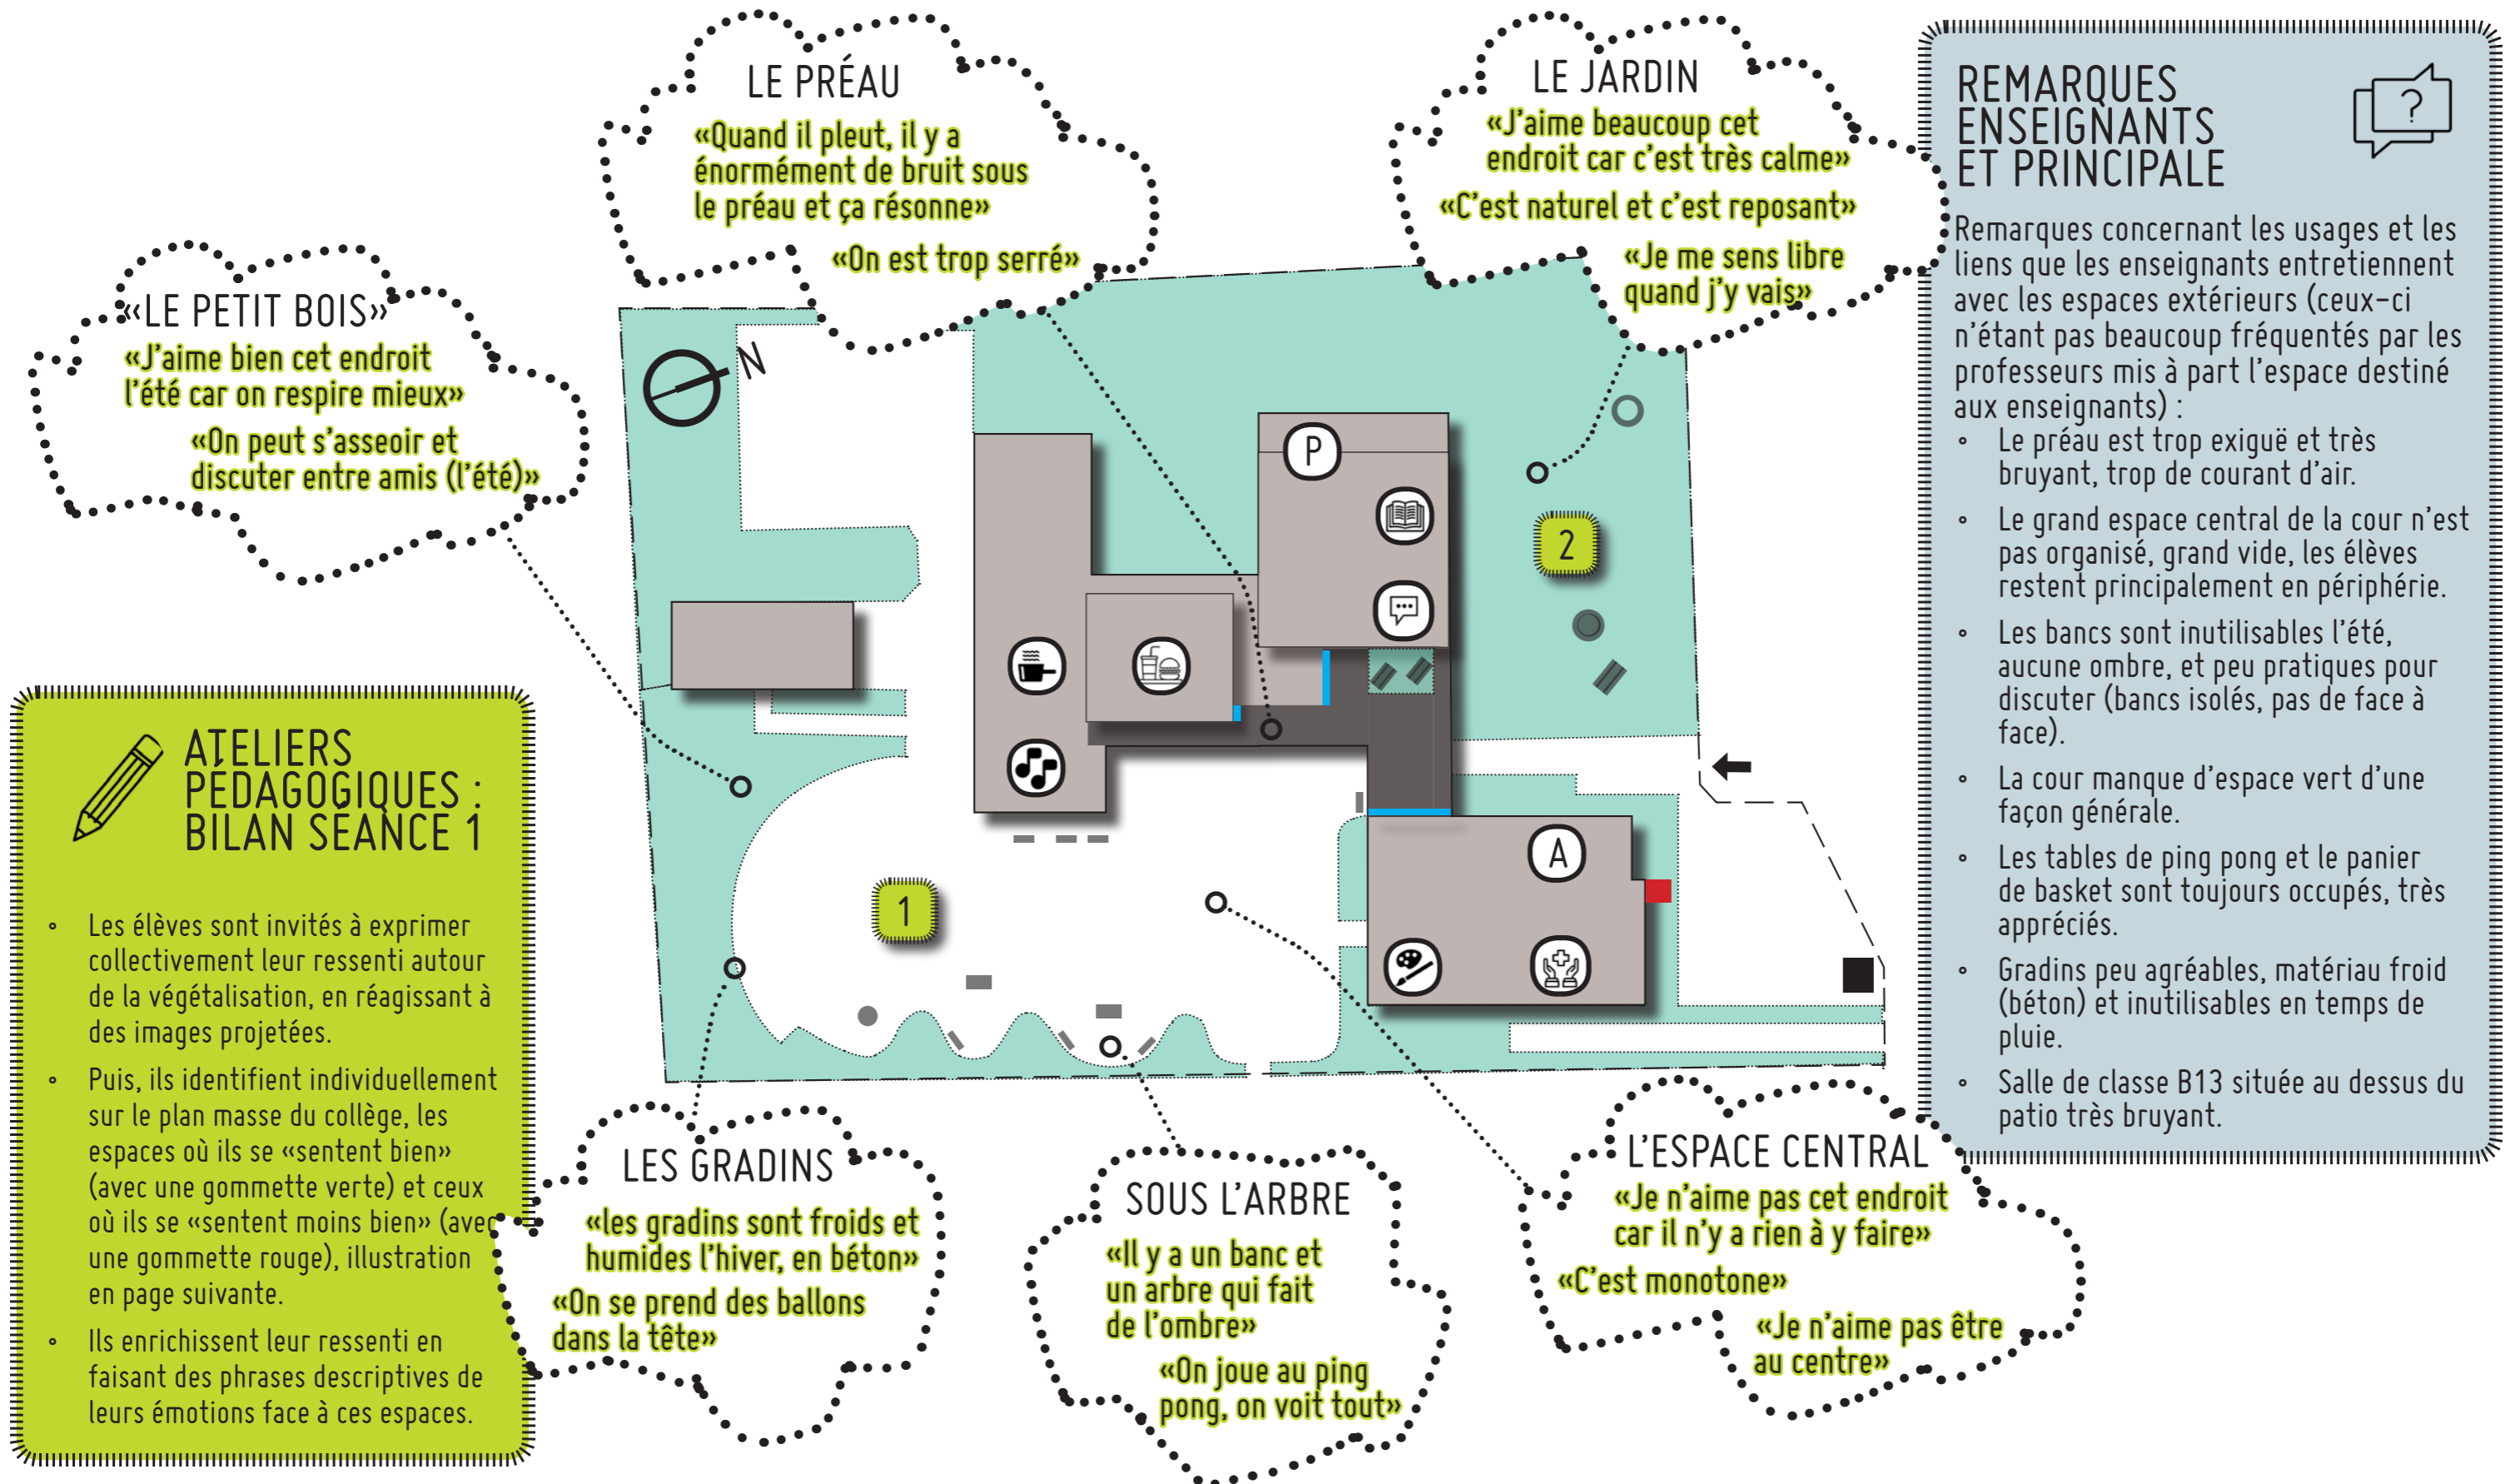 LE PRÉAU
«Quand il pleut, il y a
énormément de bruit sous
le préau et ça résonne»
«On est trop serré»
LE JARDIN
«J'aime beaucoup cet
endroit car c'est très calme»
«C'est naturel et c'est reposant»
«Je me sens libre
quand j'y vais»
«LE PETIT BOIS»
«J'aime bien cet endroit
l'été car on respire mieux»
«On peut s'asseoir et
discuter entre amis (l'été)»
N
P
2
1
A
ATELIERS
PÉDAGOGIQUES :
BILAN SÉANCE 1
◦ Les élèves sont invités à exprimer
collectivement leur ressenti autour
de la végétalisation, en réagissant à
des images projetées.
◦ Puis, ils identifient individuellement
sur le plan masse du collège, les
espaces où ils se «sentent bien»
(avec une gommette verte) et ceux
où ils se «sentent moins bien» (avec
une gommette rouge), illustration
en page suivante.
◦ Ils enrichissent leur ressenti en
faisant des phrases descriptives de
leurs émotions face à ces espaces.
LES GRADINS
«les gradins sont froids et
humides l'hiver, en béton»
«On se prend des ballons
dans la tête»
SOUS L'ARBRE
«Il y a un banc et
un arbre qui fait
de l'ombre»
«On joue au ping
pong, on voit tout»
L'ESPACE CENTRAL
«Je n'aime pas cet endroit
car il n'y a rien à y faire»
«C'est monotone»
«Je n'aime pas être
au centre»
REMARQUES
ENSEIGNANTS
ET PRINCIPALE
?
Remarques concernant les usages et les
liens que les enseignants entretiennent
avec les espaces extérieurs (ceux-ci
n'étant pas beaucoup fréquentés par les
professeurs mis à part l'espace destiné
aux enseignants) :
◦ Le préau est trop exiguë et très
bruyant, trop de courant d'air.
◦ Le grand espace central de la cour n'est
pas organisé, grand vide, les élèves
restent principalement en périphérie.
◦ Les bancs sont inutilisables l'été,
aucune ombre, et peu pratiques pour
discuter (bancs isolés, pas de face à
face).
◦ La cour manque d'espace vert d'une
façon générale.
◦ Les tables de ping pong et le panier
de basket sont toujours occupés, très
appréciés.
◦ Gradins peu agréables, matériau froid
(béton) et inutilisables en temps de
pluie.
◦ Salle de classe B13 située au dessus du
patio très bruyant.